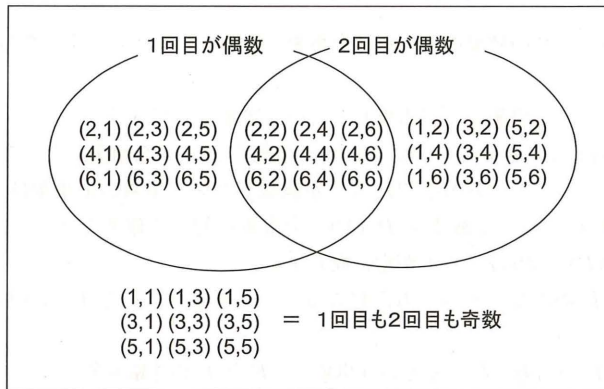 1回目が偶数 2回目が偶数
(2,1) (2,3) (2,5) (2,2) (2,4) (2,6) (1,2) (3,2) (5,2)
(4,1) (4,3) (4,5) (4,2) (4,4) (4,6) (1,4) (3,4) (5,4)
(6,1) (6,3) (6,5) (6,2) (6,4) (6,6) (1,6) (3,6) (5,6)
(1,1) (1,3) (1,5)
(3,1) (3,3) (3,5) = 1回目も2回目も奇数
(5,1) (5,3) (5,5)